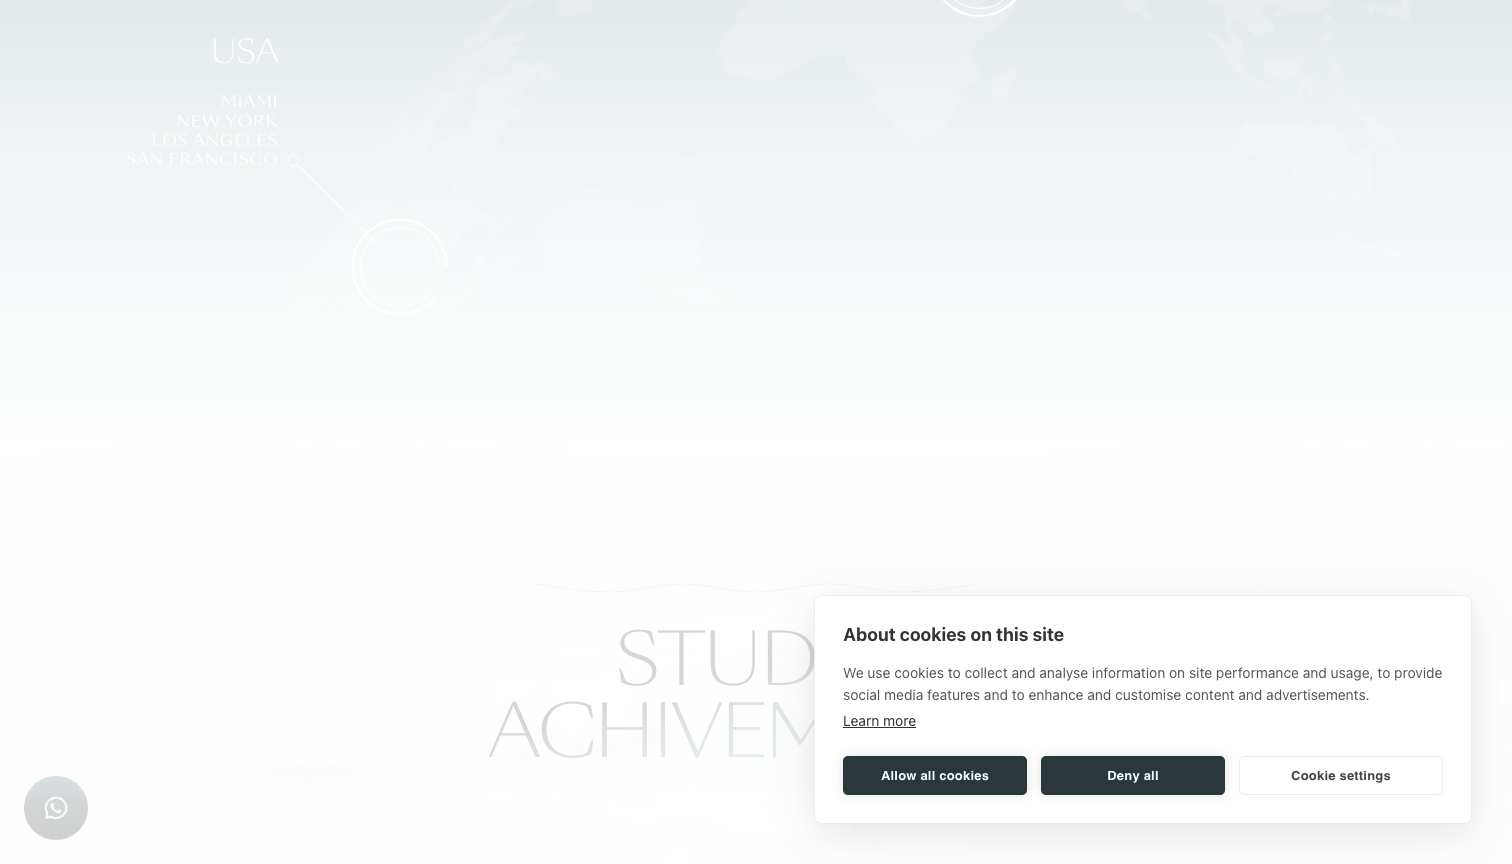 USA
MIAMI
NEW YORK
LOS ANGELES
SAN FRANCISCO
STUD
ACHIVEM
About cookies on this site
We use cookies to collect and analyse information on site performance and usage, to provide
social media features and to enhance and customise content and advertisements.
Learn more
Allow all cookies
Deny all
Cookie settings